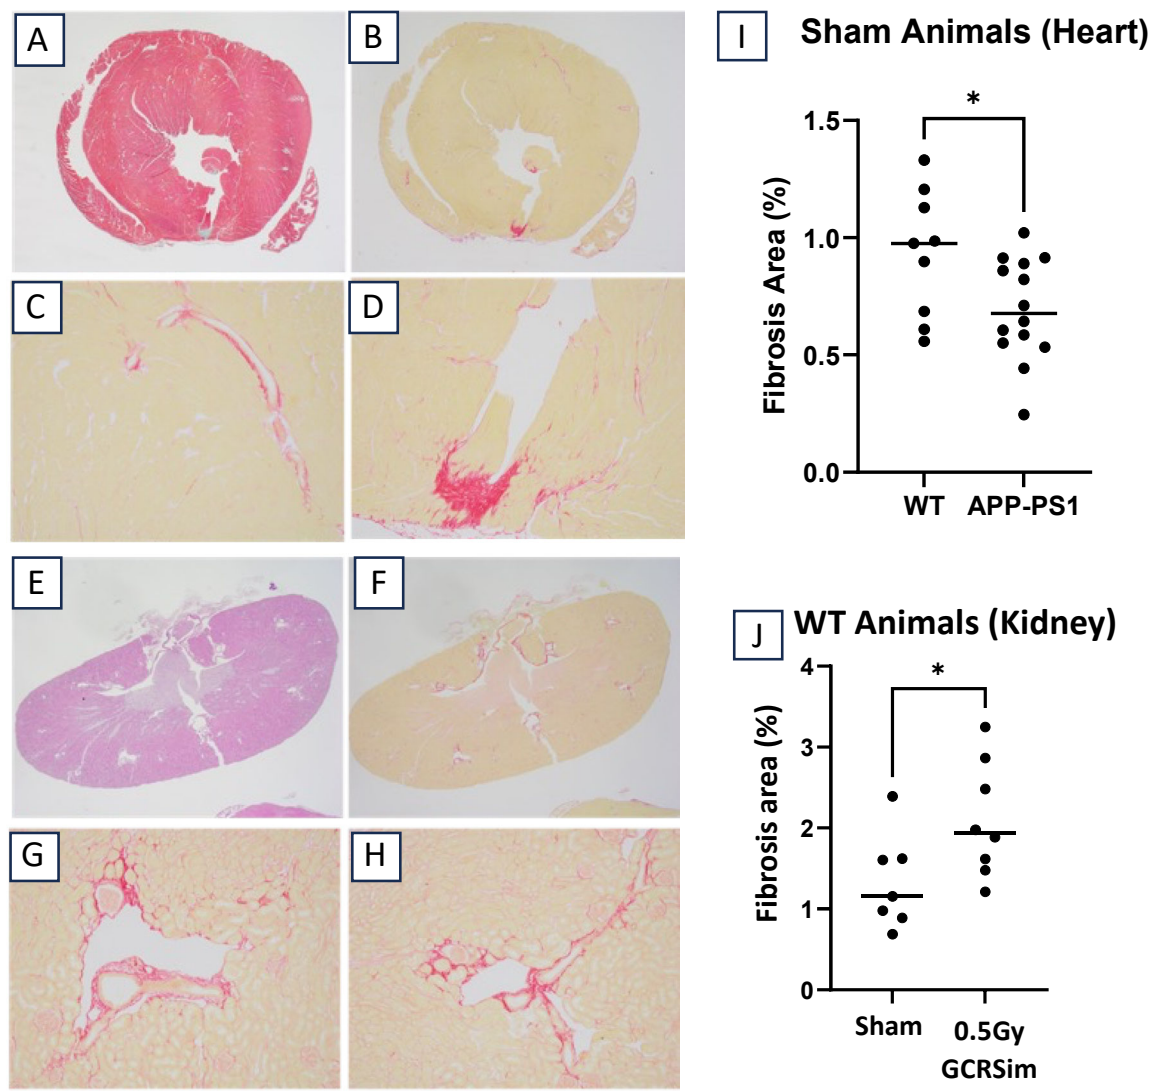 A
B
C
D
E
F
G
H
I
Sham Animals (Heart)
*
1.5
1.0
0.5
0.0
Fibrosis Area (%)
WT APP-PS1
J
WT Animals (Kidney)
*
4
3
2
1
0
Fibrosis area (%)
Sham 0.5Gy
GCRSim